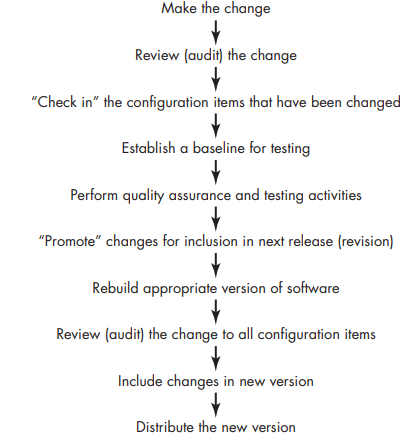 Make the change
Review (audit) the change
“Check in” the configuration items that have been changed
Establish a baseline for testing
Perform quality assurance and testing activities
“Promote” changes for inclusion in next release (revision)
Rebuild appropriate version of software
Review (audit) the change to all configuration items
Include changes in new version
Distribute the new version